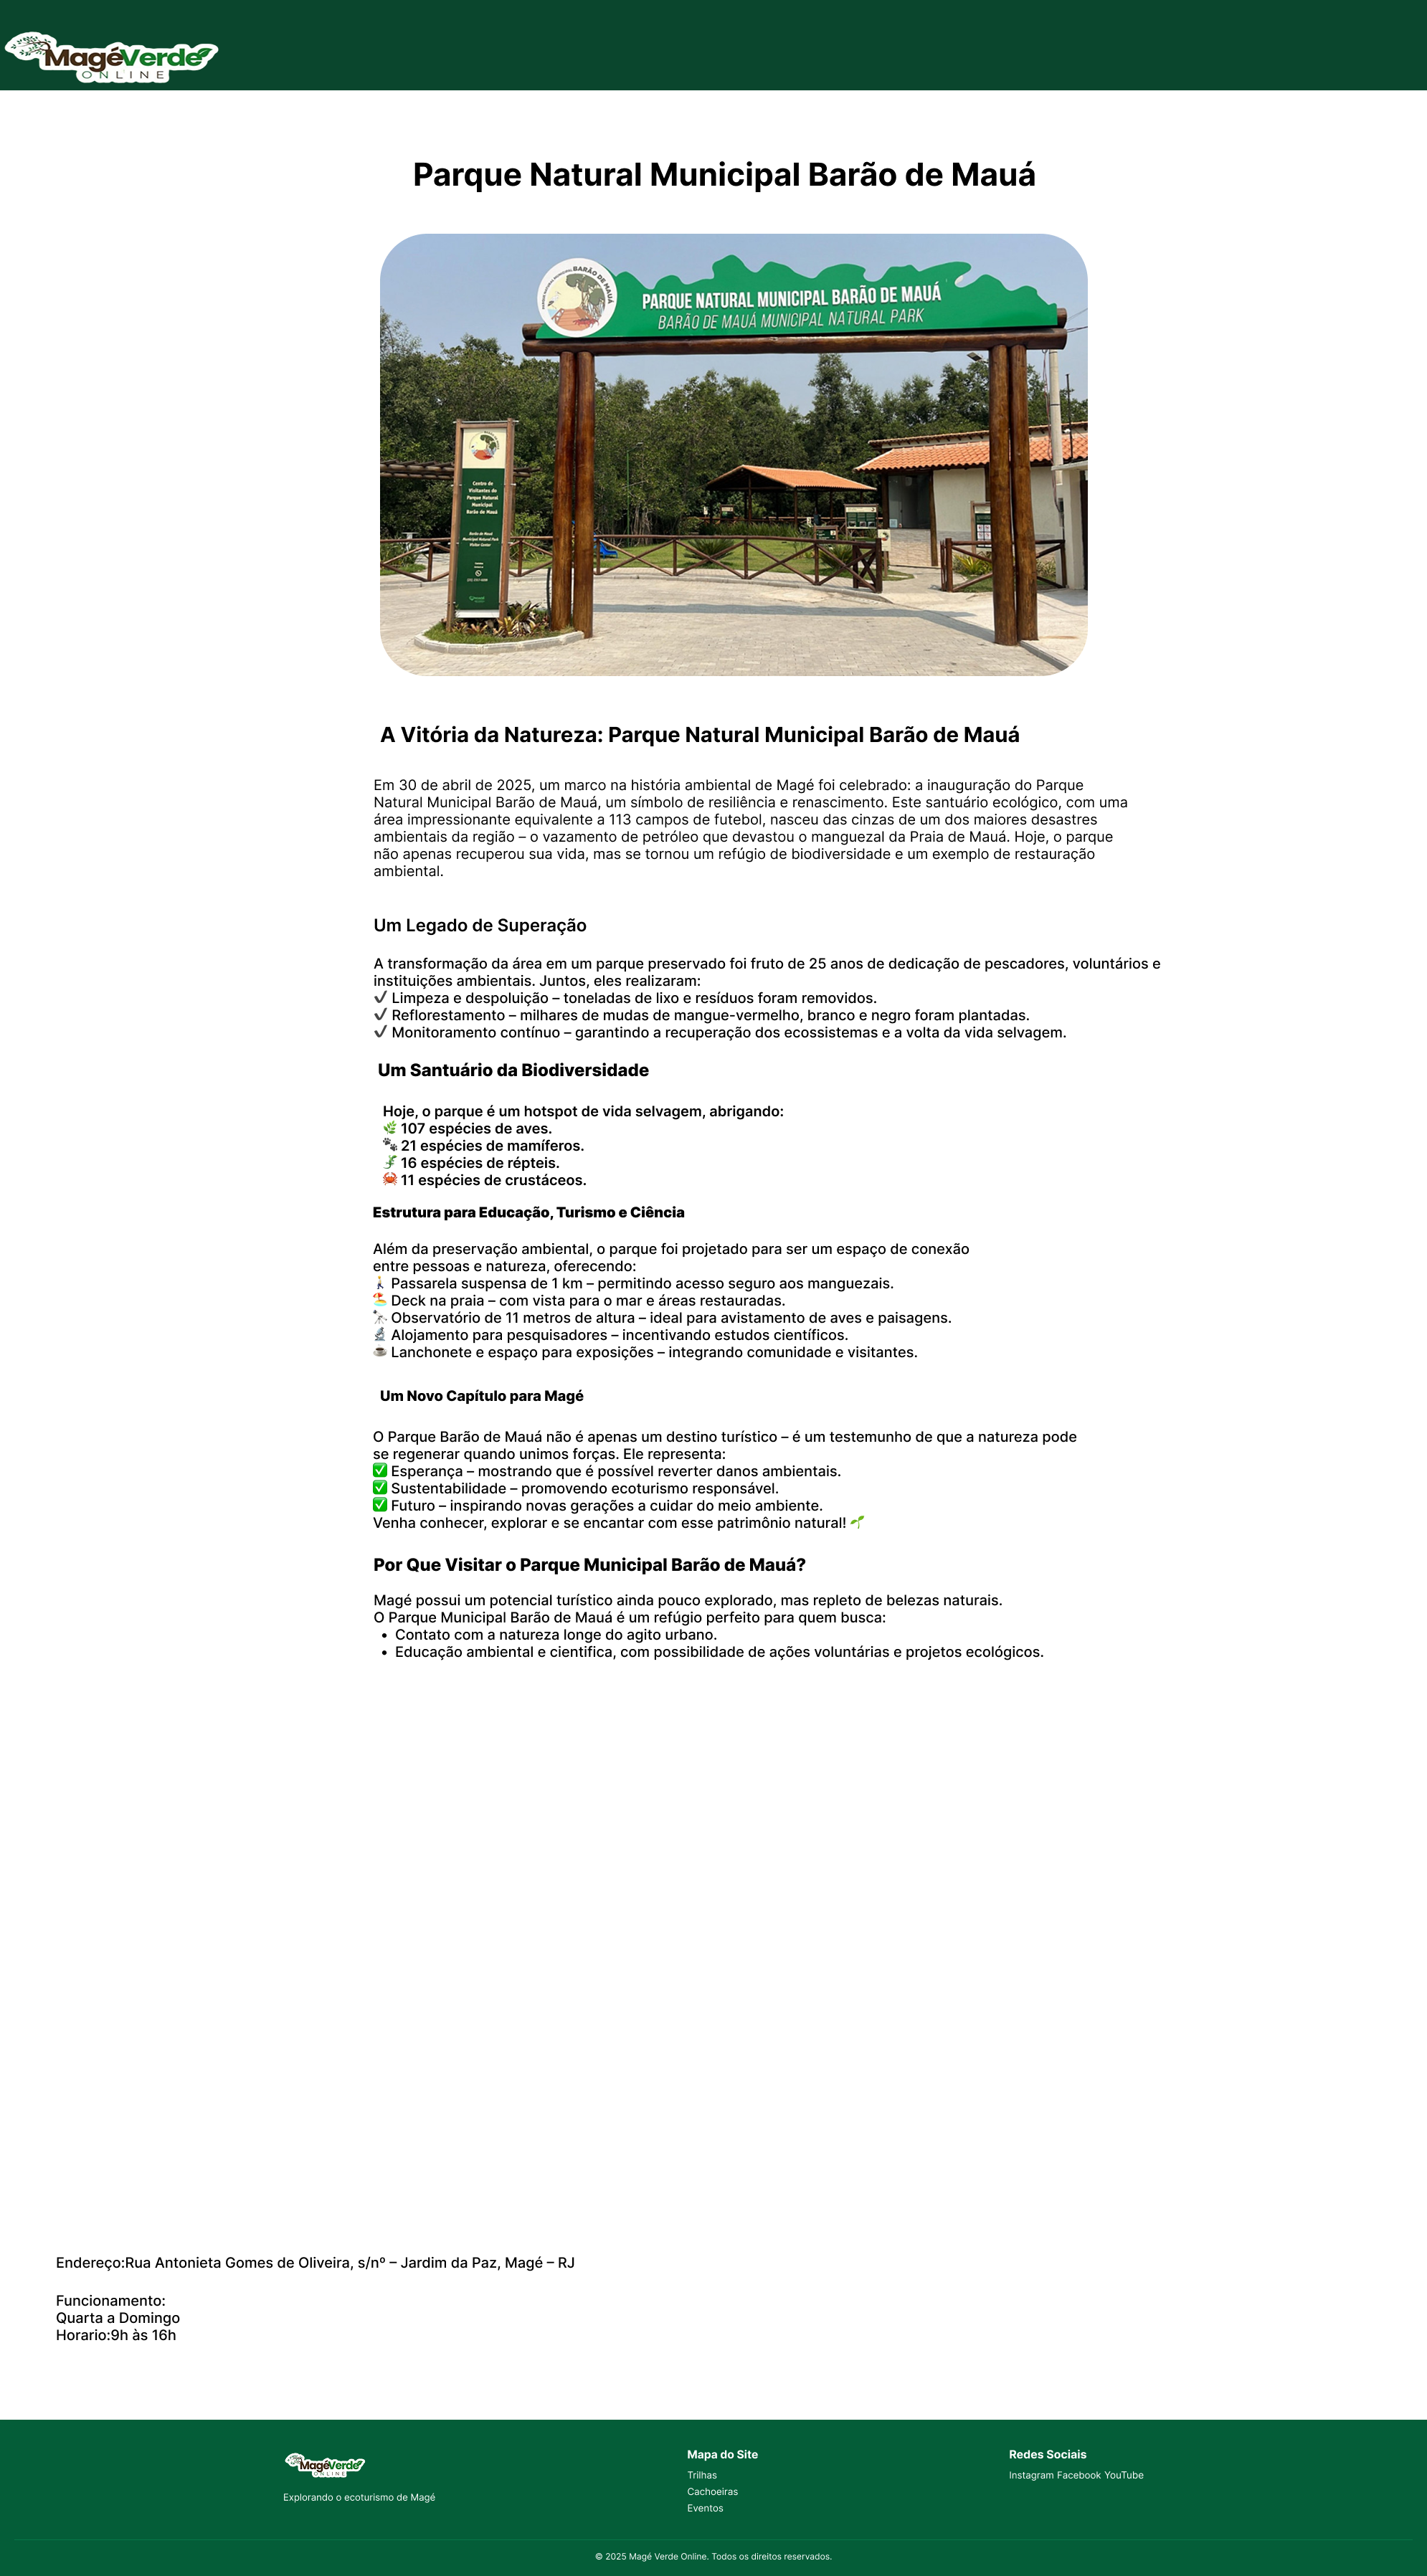 MagéVerde
ONLINE
Parque Natural Municipal Barão de Mauá
BARÃO DE MAUÁ
PARQUE NATURAL MUNICIPAL BARÃO DE MAUÁ
BARÃO DE MAUÁ MUNICIPAL NATURAL PARK
Centro de
Visitantes do
Parque Natural
Municipal
Barão de Mauá
Barão de Mauá
Municipal Natural Park
Visitor Center
A Vitória da Natureza: Parque Natural Municipal Barão de Mauá
Em 30 de abril de 2025, um marco na história ambiental de Magé foi celebrado: a inauguração do Parque
Natural Municipal Barão de Mauá, um símbolo de resiliência e renascimento. Este santuário ecológico, com uma
área impressionante equivalente a 113 campos de futebol, nasceu das cinzas de um dos maiores desastres
ambientais da região – o vazamento de petróleo que devastou o manguezal da Praia de Mauá. Hoje, o parque
não apenas recuperou sua vida, mas se tornou um refúgio de biodiversidade e um exemplo de restauração
ambiental.
Um Legado de Superação
A transformação da área em um parque preservado foi fruto de 25 anos de dedicação de pescadores, voluntários e
instituições ambientais. Juntos, eles realizaram:
✔ Limpeza e despoluição – toneladas de lixo e resíduos foram removidos.
✔ Reflorestamento – milhares de mudas de mangue-vermelho, branco e negro foram plantadas.
✔ Monitoramento contínuo – garantindo a recuperação dos ecossistemas e a volta da vida selvagem.
Um Santuário da Biodiversidade
Hoje, o parque é um hotspot de vida selvagem, abrigando:
🌿 107 espécies de aves.
🐾 21 espécies de mamíferos.
🦎 16 espécies de répteis.
🦀 11 espécies de crustáceos.
Estrutura para Educação, Turismo e Ciência
Além da preservação ambiental, o parque foi projetado para ser um espaço de conexão
entre pessoas e natureza, oferecendo:
🚶 Passarela suspensa de 1 km – permitindo acesso seguro aos manguezais.
🏖 Deck na praia – com vista para o mar e áreas restauradas.
🔭 Observatório de 11 metros de altura – ideal para avistamento de aves e paisagens.
🔬 Alojamento para pesquisadores – incentivando estudos científicos.
☕ Lanchonete e espaço para exposições – integrando comunidade e visitantes.
Um Novo Capítulo para Magé
O Parque Barão de Mauá não é apenas um destino turístico – é um testemunho de que a natureza pode
se regenerar quando unimos forças. Ele representa:
✅ Esperança – mostrando que é possível reverter danos ambientais.
✅ Sustentabilidade – promovendo ecoturismo responsável.
✅ Futuro – inspirando novas gerações a cuidar do meio ambiente.
Venha conhecer, explorar e se encantar com esse patrimônio natural! 🌱
Por Que Visitar o Parque Municipal Barão de Mauá?
Magé possui um potencial turístico ainda pouco explorado, mas repleto de belezas naturais.
O Parque Municipal Barão de Mauá é um refúgio perfeito para quem busca:
• Contato com a natureza longe do agito urbano.
• Educação ambiental e cientifica, com possibilidade de ações voluntárias e projetos ecológicos.
Endereço:Rua Antonieta Gomes de Oliveira, s/nº – Jardim da Paz, Magé – RJ
Funcionamento:
Quarta a Domingo
Horario:9h às 16h
MagéVerde
ONLINE
Explorando o ecoturismo de Magé
Mapa do Site
Trilhas
Cachoeiras
Eventos
Redes Sociais
Instagram Facebook YouTube
© 2025 Magé Verde Online. Todos os direitos reservados.